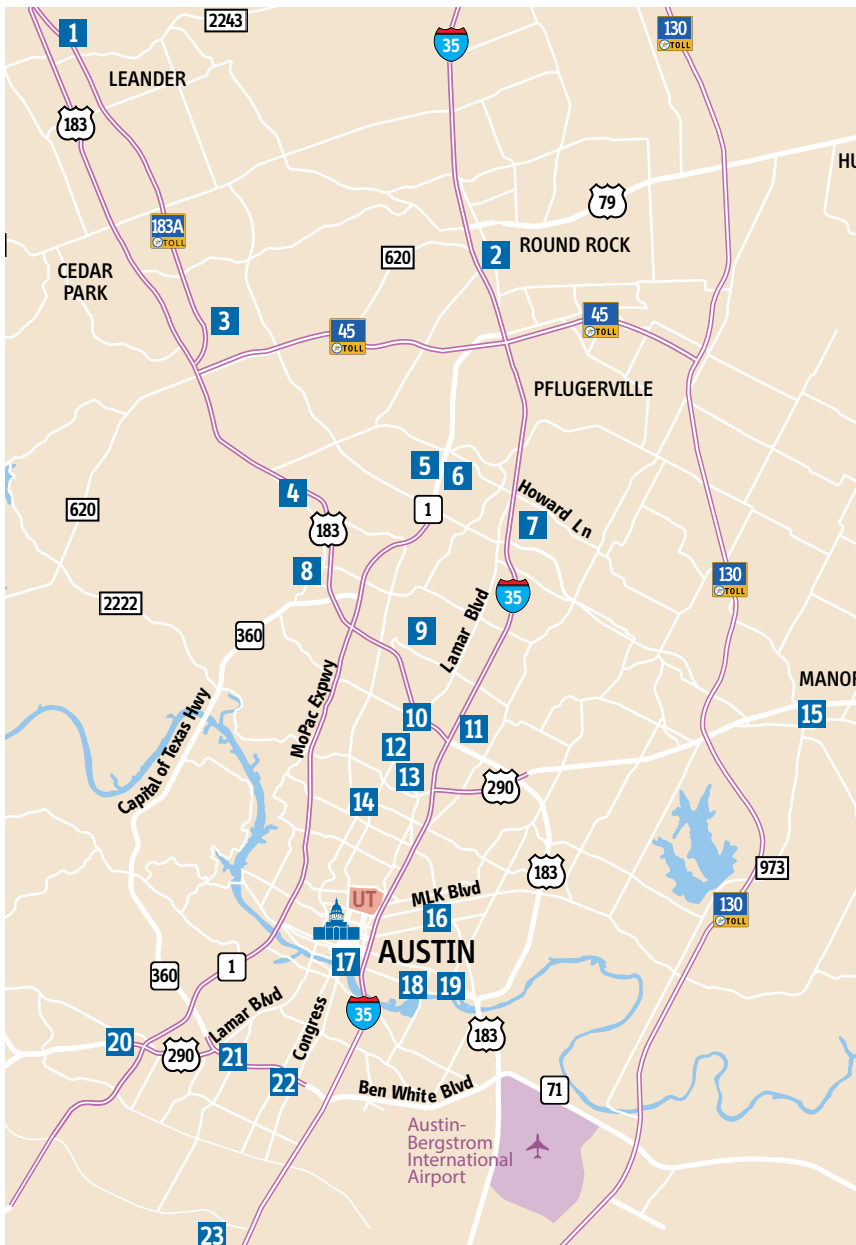 2243
1
35
130
TOLL
LEANDER
183
HU
79
183A
TOLL
2
ROUND ROCK
620
CEDAR
PARK
3
45
TOLL
45
TOLL
PFLUGERVILLE
5
6
4
Howard Ln
620
1
183
7
8
130
TOLL
35
2222
Lamar Blvd
9
360
MANOR
15
MoPac Expwy
Capital of Texas Hwy
10
11
12
13
290
14
183
973
UT
MLK Blvd
16
130
TOLL
AUSTIN
17
360
1
18
19
35
Lamar Blvd
Congress
183
20
290
21
22
Ben White Blvd
71
Austin-
Bergstrom
International
Airport
23